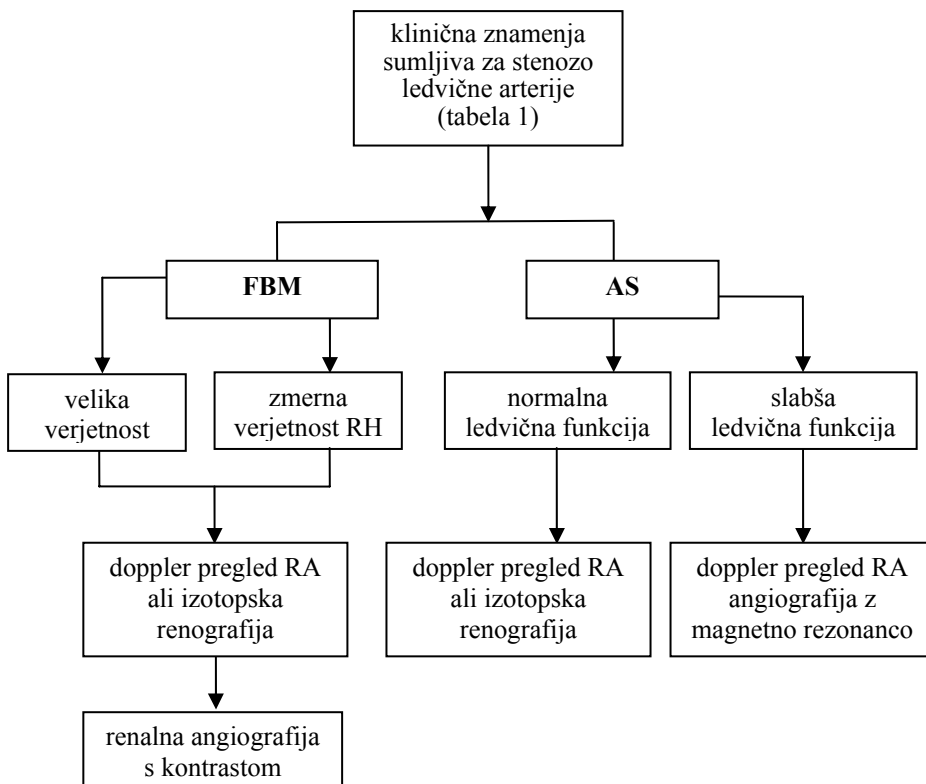 klinična znamenja
sumljiva za stenozo
ledvične arterije
(tabela 1)
FBM
AS
velika
verjetnost
zmerna
verjetnost RH
normalna
ledvična funkcija
slabša
ledvična funkcija
doppler pregled RA
ali izotopska
renografija
doppler pregled RA
ali izotopska
renografija
doppler pregled RA
angiografija z
magnetno rezonanco
renalna angiografija
s kontrastom